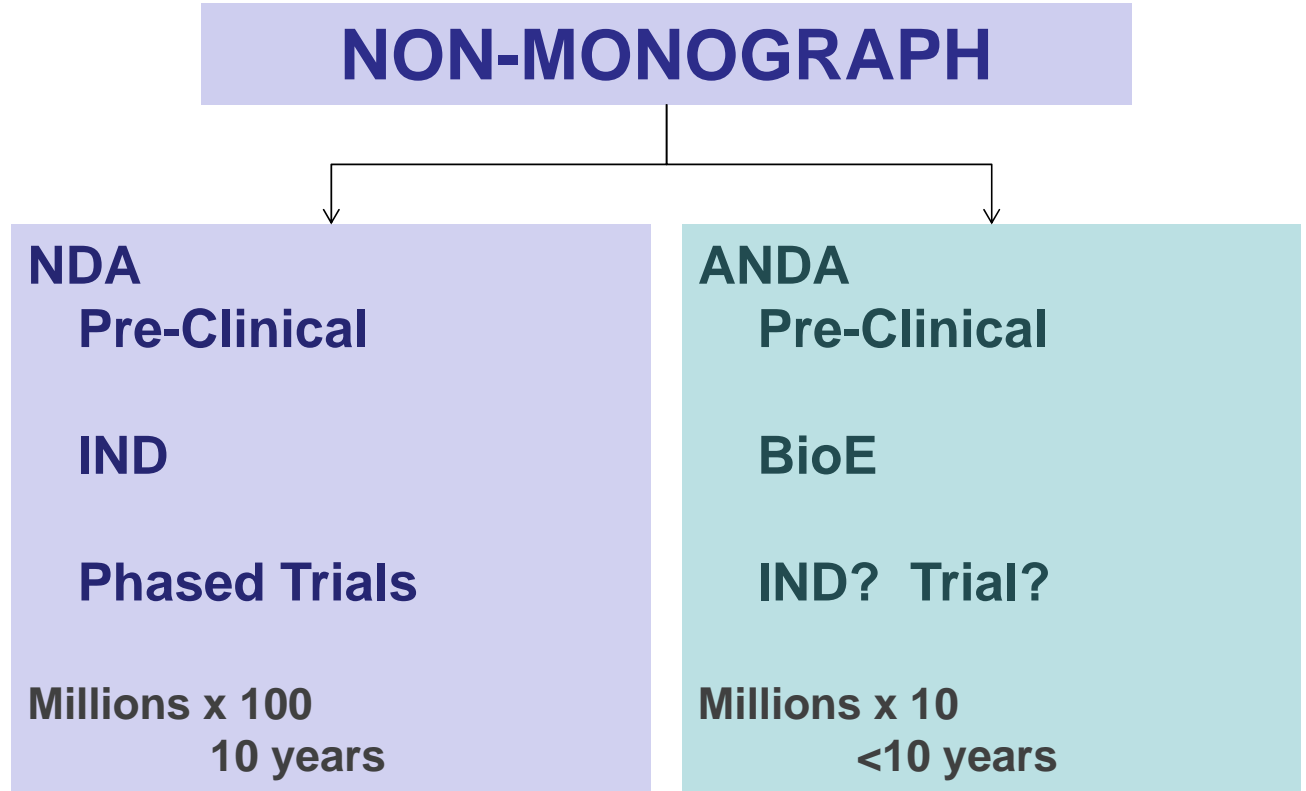 NON-MONOGRAPH
NDA
Pre-Clinical
IND
Phased Trials
Millions x 100
10 years
ANDA
Pre-Clinical
BioE
IND? Trial?
Millions x 10
<10 years